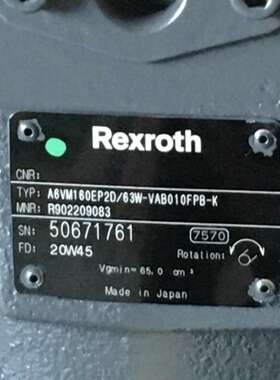 Rexroth
CNR:
TYP: A6VM160EP2D/63W-VAB010FPB-K
MNR: R902209083
SN: 50671761 7570
FD: 20W45 Rotation:
Vgmin= 65.0 cm³
Made in Japan